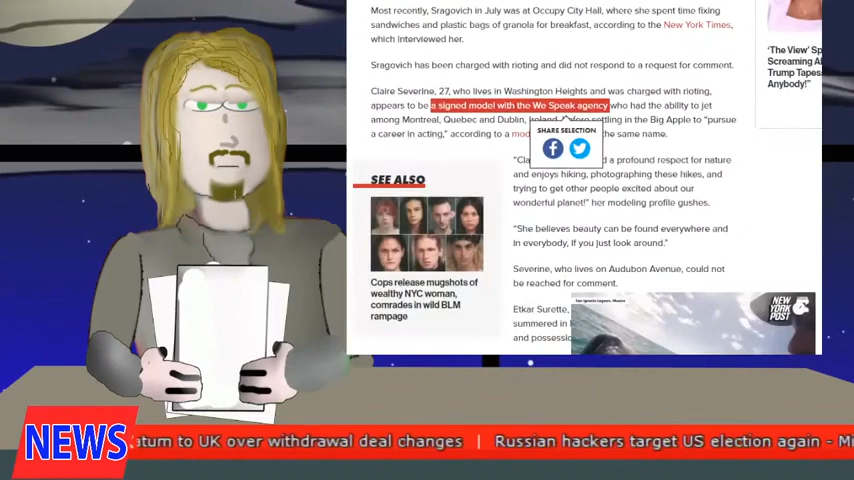 Most recently, Sragovich in July was at Occupy City Hall, where she spent time fixing
sandwiches and plastic bags of granola for breakfast, according to the New York Times,
which interviewed her.
Sragovich has been charged with rioting and did not respond to a request for comment.
Claire Severine, 27, who lives in Washington Heights and was charged with rioting,
appears to be a signed model with the We Speak agency who had the ability to jet
among Montreal, Quebec and Dublin, Ireland, before settling in the Big Apple to "pursue
a career in acting," according to a
the same name.
SHARE SELECTION
SEE ALSO
Cops release mugshots of
wealthy NYC woman,
comrades in wild BLM
rampage
d a profound respect for nature
and enjoys hiking, photographing these hikes, and
trying to get other people excited about our
wonderful planet!" her modeling profile gushes.
"She believes beauty can be found everywhere and
in everybody, if you just look around."
Severine, who lives on Audubon Avenue, could not
be reached for comment.
Etkar Surette,
summered in
and possessio
San Ignacio Lagoon, Mexico
NEW
YORK
POST
'The View' Sp
Screaming A
Trump Tapes
Anybody!"
NEWS
atum to UK over withdrawal deal changes | Russian hackers target US election again - Mi